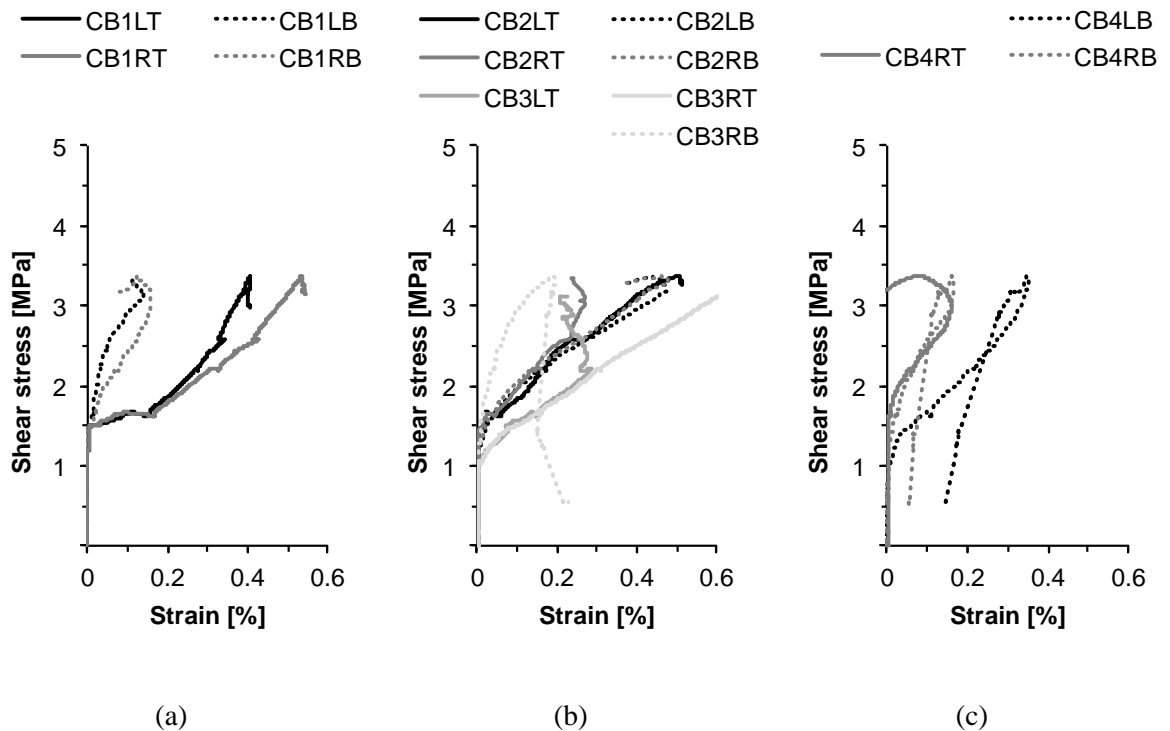 CB1LT CB1LB
CB1RT CB1RB
CB2LT CB2LB
CB2RT CB2RB
CB3LT CB3RT
CB3RB
CB4LB
CB4RT CB4RB
5
4
3
2
1
Shear stress [MPa]
0 0.2 0.4 0.6
Strain [%]
(a)
5
4
3
2
1
Shear stress [MPa]
0 0.2 0.4 0.6
Strain [%]
(b)
5
4
3
2
1
Shear stress [MPa]
0 0.2 0.4 0.6
Strain [%]
(c)